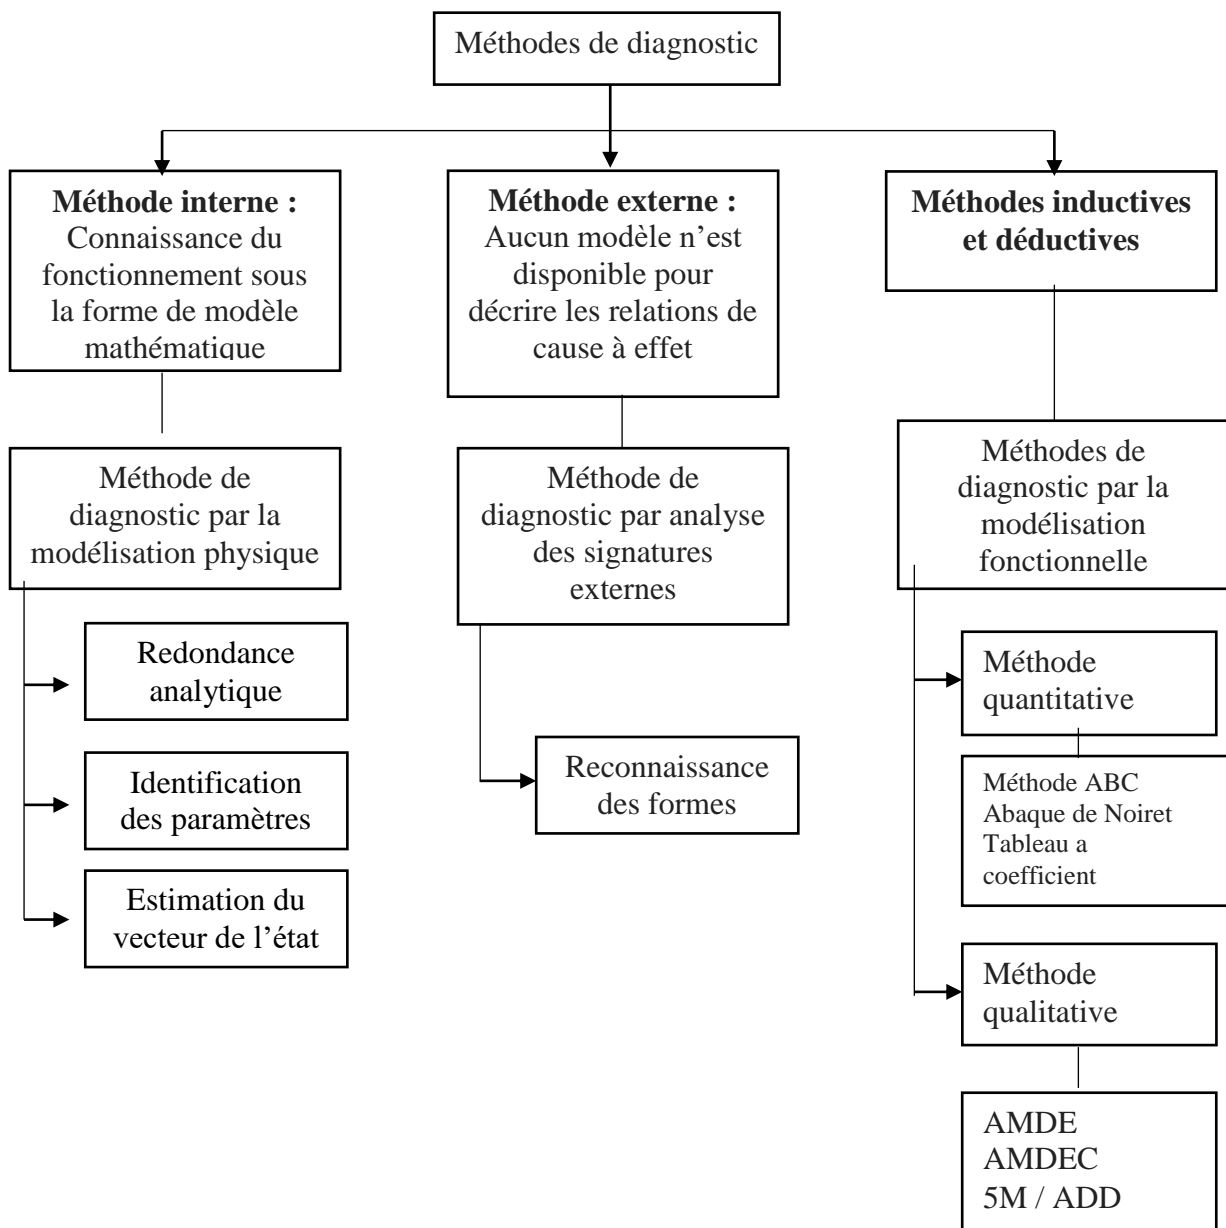 Méthodes de diagnostic
Méthode interne :
Connaissance du
fonctionnement sous
la forme de modèle
mathématique
Méthode externe :
Aucun modèle n’est
disponible pour
décrire les relations de
cause à effet
Méthodes inductives
et déductives
Méthode de
diagnostic par la
modélisation physique
Méthode de
diagnostic par analyse
des signatures
externes
Méthodes de
diagnostic par la
modélisation
fonctionnelle
Redondance
analytique
Identification
des paramètres
Estimation du
vecteur de l’état
Reconnaissance
des formes
Méthode
quantitative
Méthode ABC
Abaque de Noiret
Tableau a
coefficient
Méthode
qualitative
AMDE
AMDEC
5M / ADD